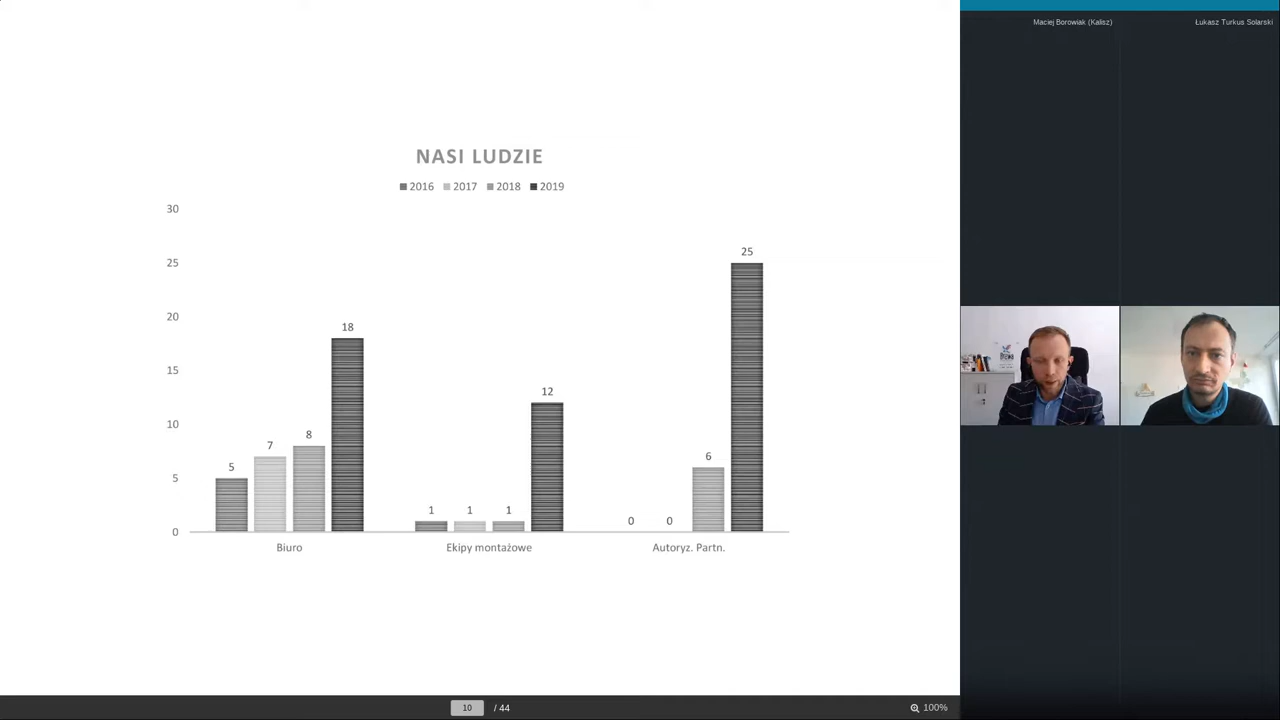 Maciej Borowiak (Kalisz)
Łukasz Turkus Solarski
NASI LUDZIE
2016 2017 2018 2019
30
25
20
15
10
5
0
5 7 8 18
1 1 1 12
0 0 6 25
Biuro Ekipy montażowe Autoryz. Partn.
10 / 44
100%